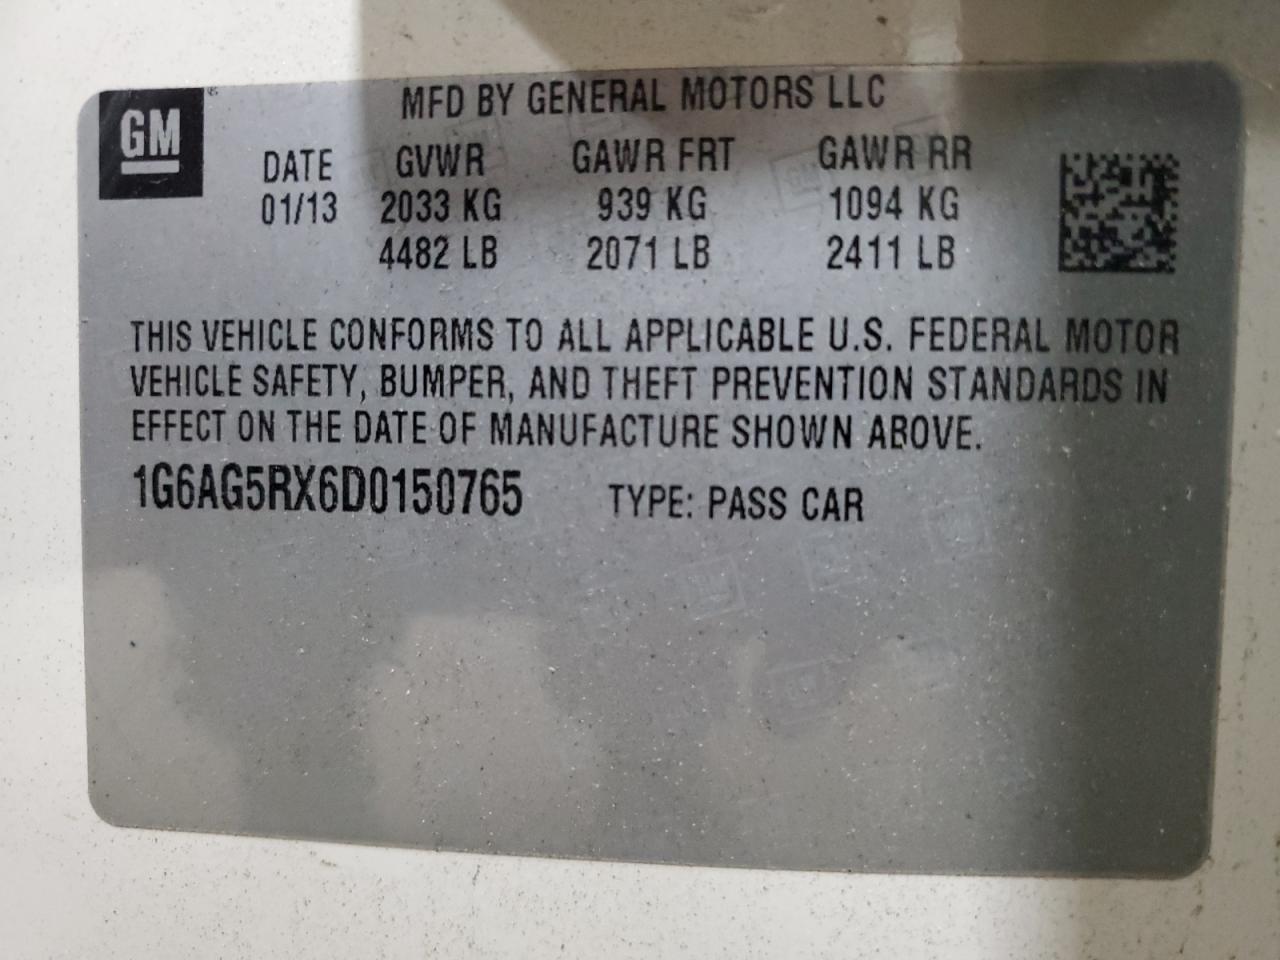 GM
MFD BY GENERAL MOTORS LLC
DATE GVWR GAWR FRT GAWR RR
01/13 2033 KG 939 KG 1094 KG
4482 LB 2071 LB 2411 LB
THIS VEHICLE CONFORMS TO ALL APPLICABLE U.S. FEDERAL MOTOR
VEHICLE SAFETY, BUMPER, AND THEFT PREVENTION STANDARDS IN
EFFECT ON THE DATE OF MANUFACTURE SHOWN ABOVE.
1G6AG5RX6D0150765 TYPE: PASS CAR